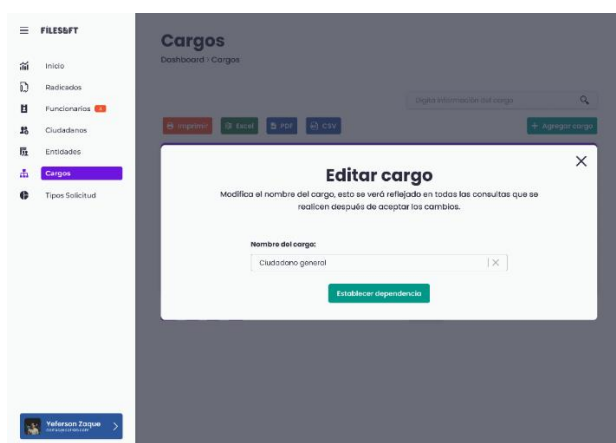 FILESOFT
Inicio
Radicados
Funcionarios
Ciudadanos
Entidades
Cargos
Tipos Solicitud
Yeferson Zaque
Cargos
Dashboard > Cargos
Digita información del cargo
Imprimir
Excel
PDF
CSV
+ Agregar cargo
Editar cargo
Modifica el nombre del cargo, esto se verá reflejado en todas las consultas que se
realicen después de aceptar los cambios.
Nombre del cargo:
Ciudadano general
Establecer dependencia